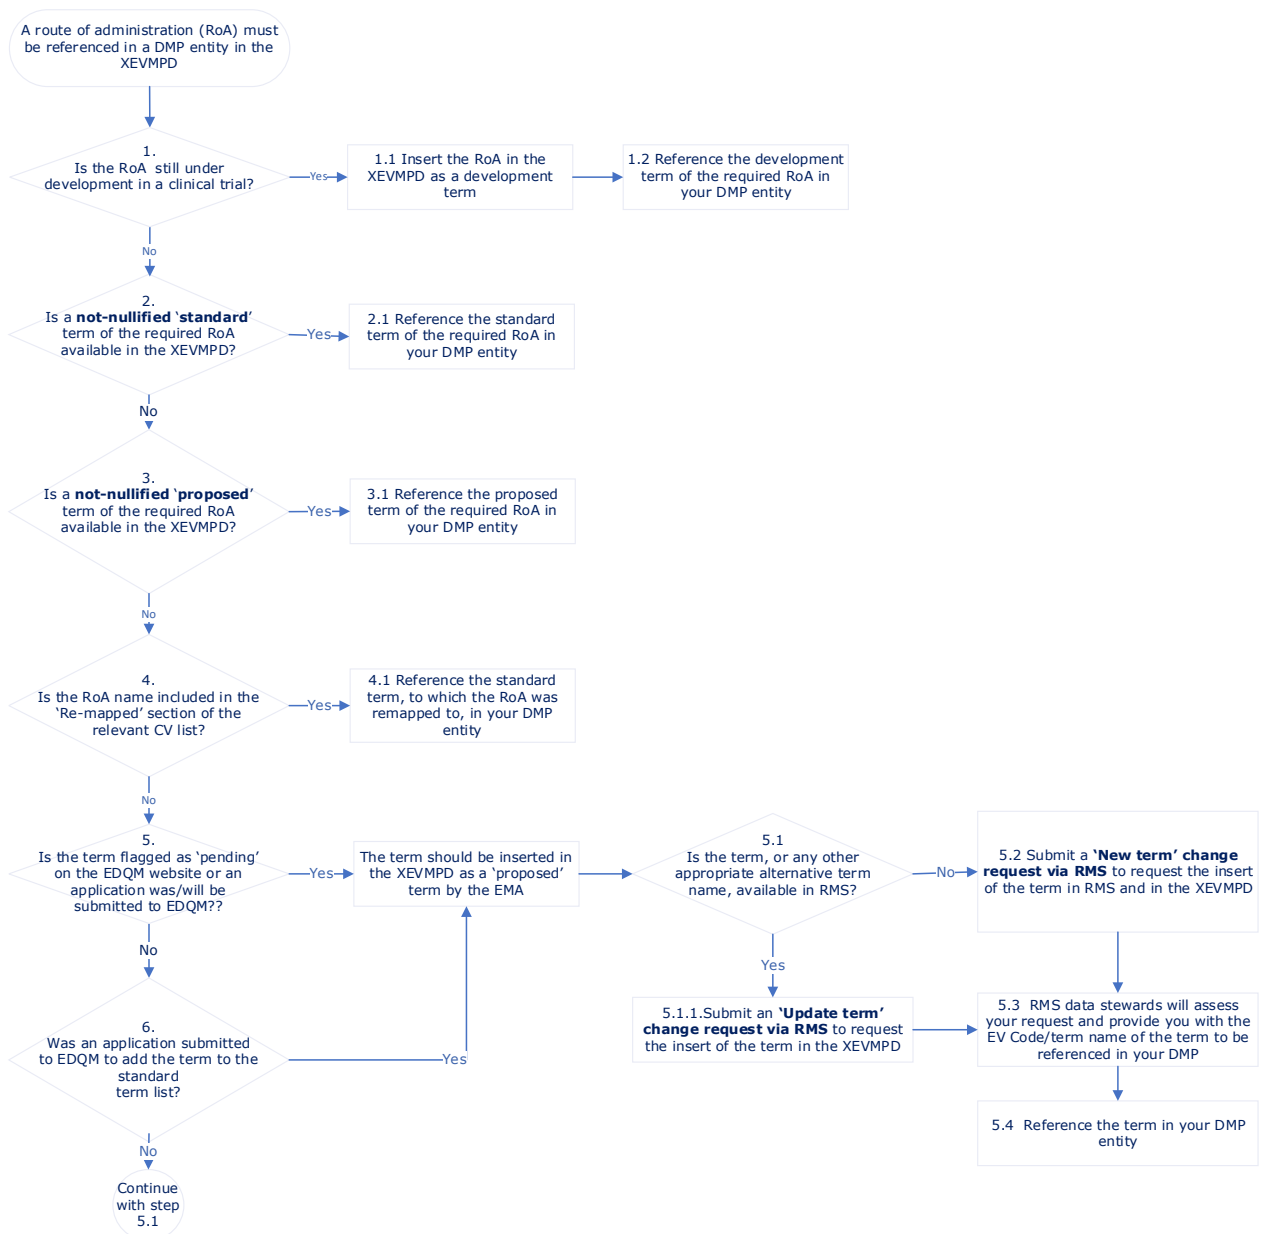 A route of administration (RoA) must
be referenced in a DMP entity in the
XEVMPD
1.
Is the RoA  still under
development in a clinical trial?
Yes
1.1 Insert the RoA in the
XEVMPD as a development
term
1.2 Reference the development
term of the required RoA in
your DMP entity
No
2.
Is a not-nullified ‘standard’
term of the required RoA
available in the XEVMPD?
Yes
2.1 Reference the standard
term of the required RoA in
your DMP entity
No
3.
Is a not-nullified ‘proposed’
term of the required RoA
available in the XEVMPD?
Yes
3.1 Reference the proposed
term of the required RoA in
your DMP entity
No
4.
Is the RoA name included in the
‘Re-mapped’ section of the
relevant CV list?
Yes
4.1 Reference the standard
term, to which the RoA was
remapped to, in your DMP
entity
No
5.
Is the term flagged as ‘pending’
on the EDQM website or an
application was/will be
submitted to EDQM??
Yes
The term should be inserted in
the XEVMPD as a ‘proposed’
term by the EMA
5.1
Is the term, or any other
appropriate alternative term
name, available in RMS?
No
5.2 Submit a ‘New term’ change
request via RMS to request the insert
of the term in RMS and in the XEVMPD
Yes
5.1.1.Submit an ‘Update term’
change request via RMS to request
the insert of the term in the XEVMPD
5.3  RMS data stewards will assess
your request and provide you with the
EV Code/term name of the term to be
referenced in your DMP
5.4  Reference the term in your DMP
entity
No
6.
Was an application submitted
to EDQM to add the term to the
standard
term list?
Yes
No
Continue
with step
5.1